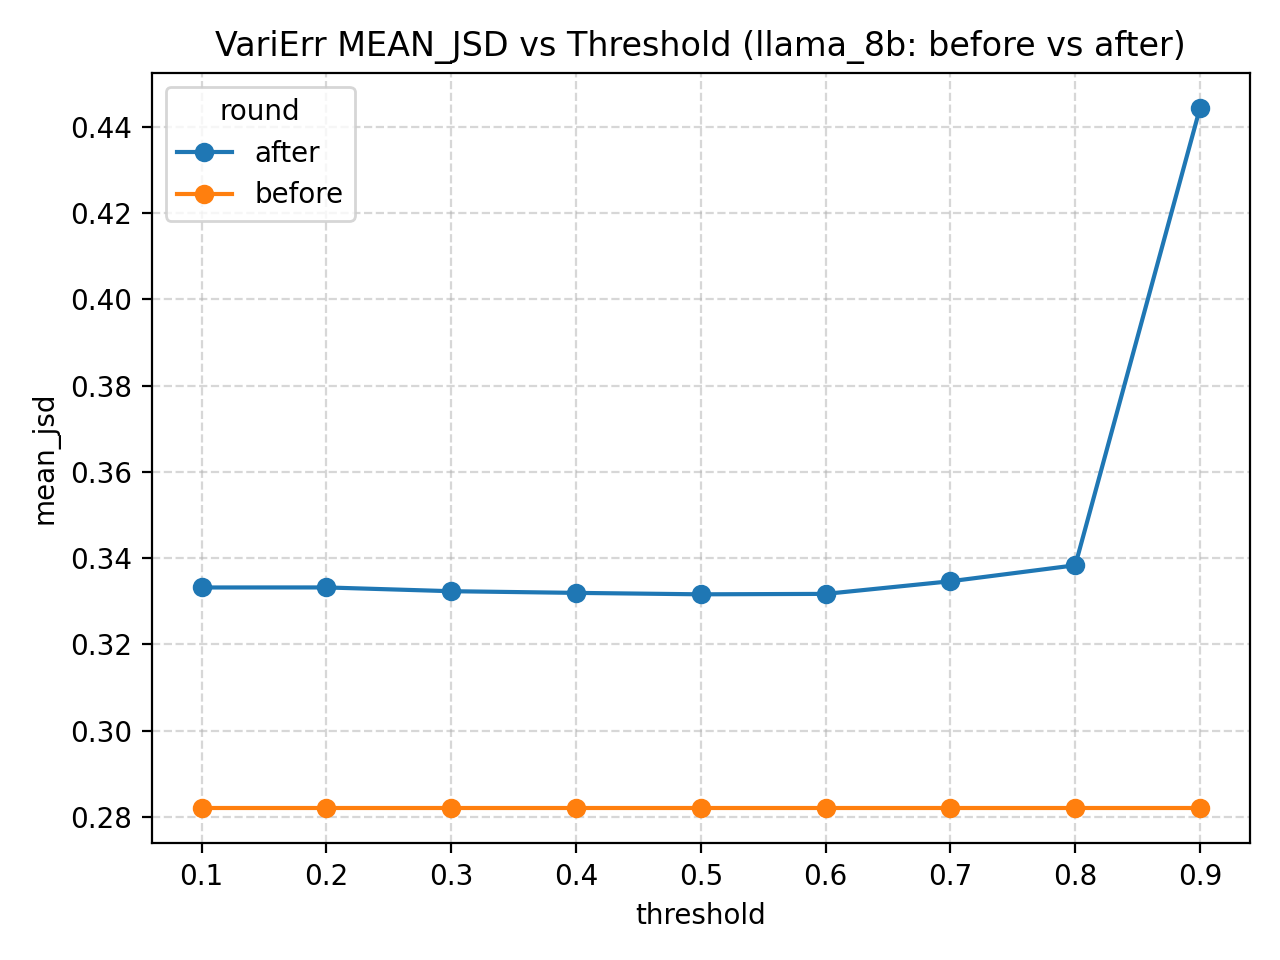 VariErr MEAN_JSD vs Threshold (llama_8b: before vs after)
round
after
before
mean_jsd
0.44
0.42
0.40
0.38
0.36
0.34
0.32
0.30
0.28
0.1 0.2 0.3 0.4 0.5 0.6 0.7 0.8 0.9
threshold